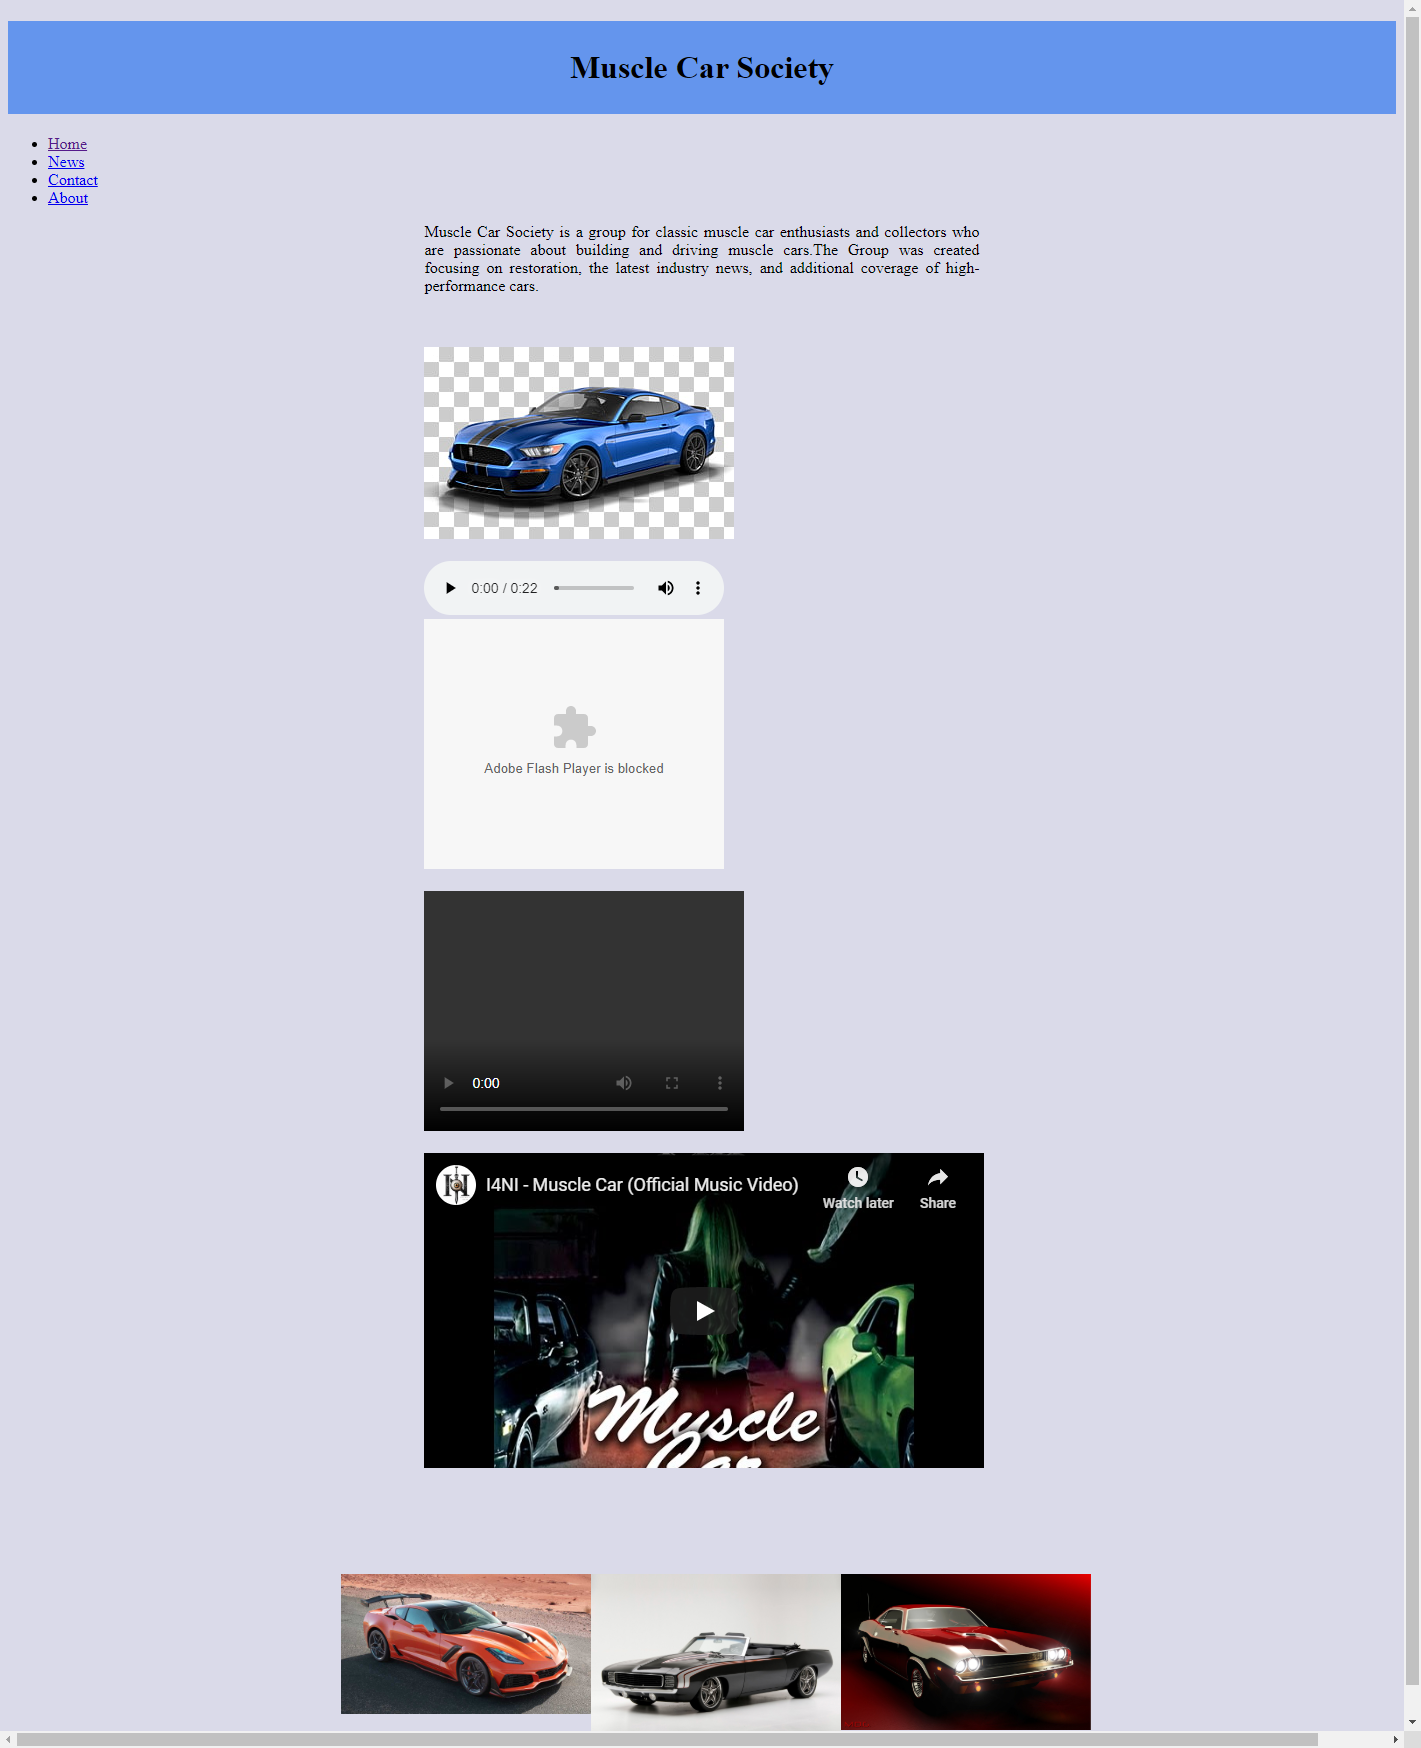 Muscle Car Society
Home
News
Contact
About
Muscle Car Society is a group for classic muscle car enthusiasts and collectors who
are passionate about building and driving muscle cars.The Group was created
focusing on restoration, the latest industry news, and additional coverage of high-
performance cars.
0:00 / 0:22
Adobe Flash Player is blocked
0:00
I4NI - Muscle Car (Official Music Video)
Watch later
Share
Muscle
Car